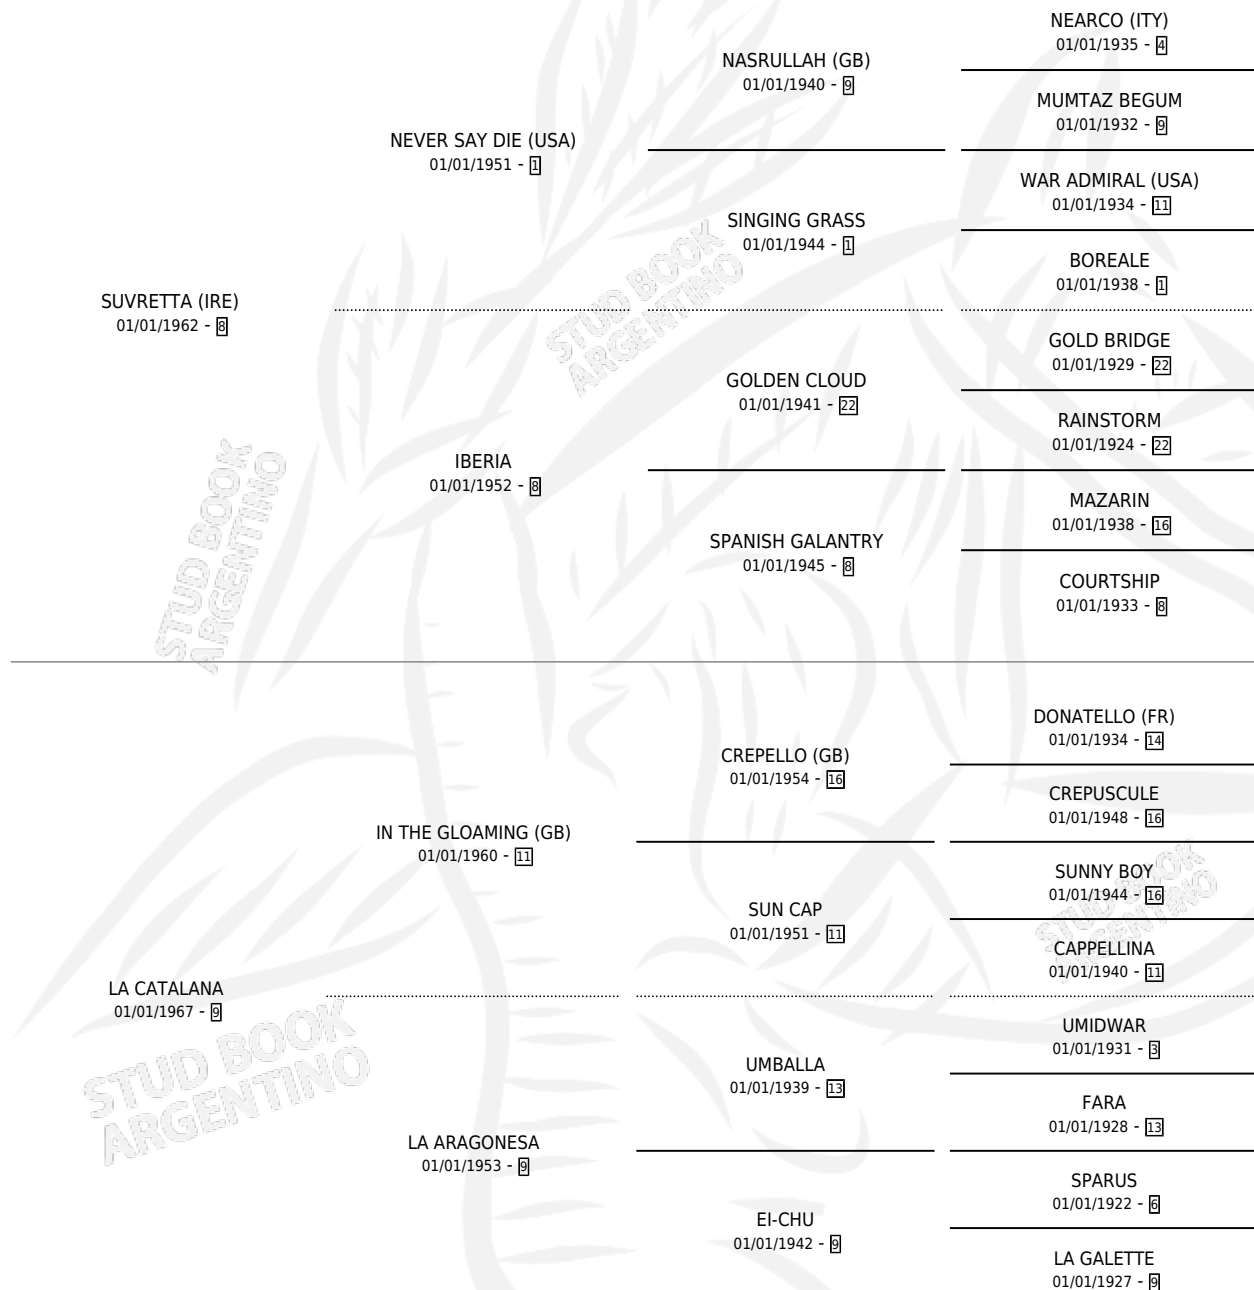 NEARCO (ITY)
01/01/1935 - 4
NASRULLAH (GB)
01/01/1940 - 9
MUMTAZ BEGUM
01/01/1932 - 9
NEVER SAY DIE (USA)
01/01/1951 - 1
WAR ADMIRAL (USA)
01/01/1934 - 11
SINGING GRASS
01/01/1944 - 1
BOREALE
01/01/1938 - 1
SUVRETTA (IRE)
01/01/1962 - 8
GOLD BRIDGE
01/01/1929 - 22
GOLDEN CLOUD
01/01/1941 - 22
RAINSTORM
01/01/1924 - 22
IBERIA
01/01/1952 - 8
MAZARIN
01/01/1938 - 16
SPANISH GALANTRY
01/01/1945 - 8
COURTSHIP
01/01/1933 - 8
DONATELLO (FR)
01/01/1934 - 14
CREPELLO (GB)
01/01/1954 - 16
CREPUSCULE
01/01/1948 - 16
IN THE GLOAMING (GB)
01/01/1960 - 11
SUNNY BOY
01/01/1944 - 16
SUN CAP
01/01/1951 - 11
CAPPELLINA
01/01/1940 - 11
LA CATALANA
01/01/1967 - 9
UMIDWAR
01/01/1931 - 3
UMBALLA
01/01/1939 - 13
FARA
01/01/1928 - 13
LA ARAGONESA
01/01/1953 - 9
SPARUS
01/01/1922 - 6
EI-CHU
01/01/1942 - 9
LA GALETTE
01/01/1927 - 9
STUD BOOK
ARGENTINO
STUD BOOK
ARGENTINO
STUD BOOK
ARGENTINO
STUD BOOK
ARGENTINO